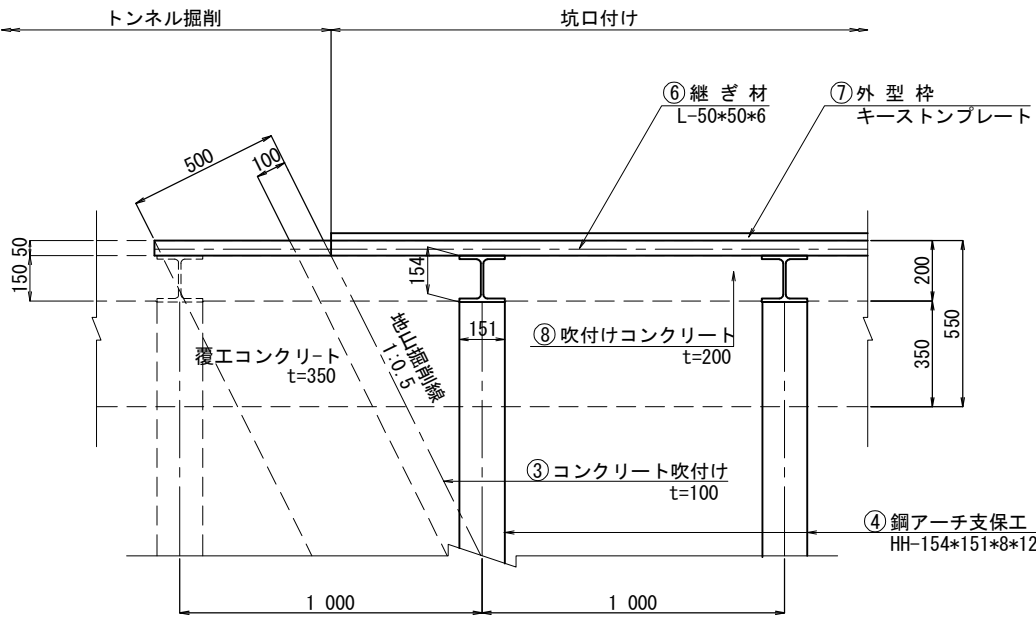 トンネル掘削
坑口付け
⑥継ぎ材
L-50*50*6
⑦外型枠
キーストンプレート
500
100
50
150
154
200
550
350
151
地山掘削線
1:0.5
⑧吹付けコンクリート
t=200
覆工コンクリート
t=350
③コンクリート吹付け
t=100
④鋼アーチ支保工
HH-154*151*8*12
1 000
1 000